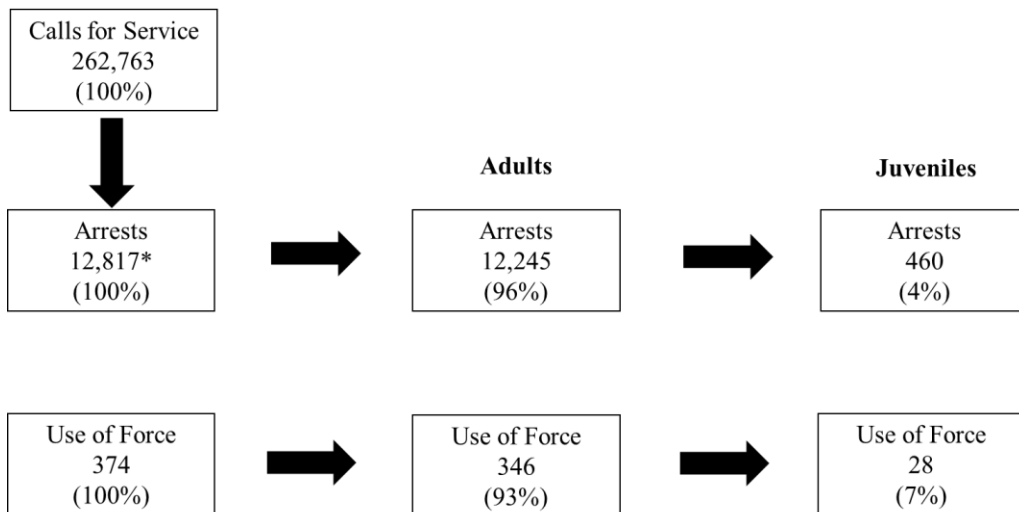 Calls for Service
262,763
(100%)
Adults
Juveniles
Arrests
12,817*
(100%)
Arrests
12,245
(96%)
Arrests
460
(4%)
Use of Force
374
(100%)
Use of Force
346
(93%)
Use of Force
28
(7%)